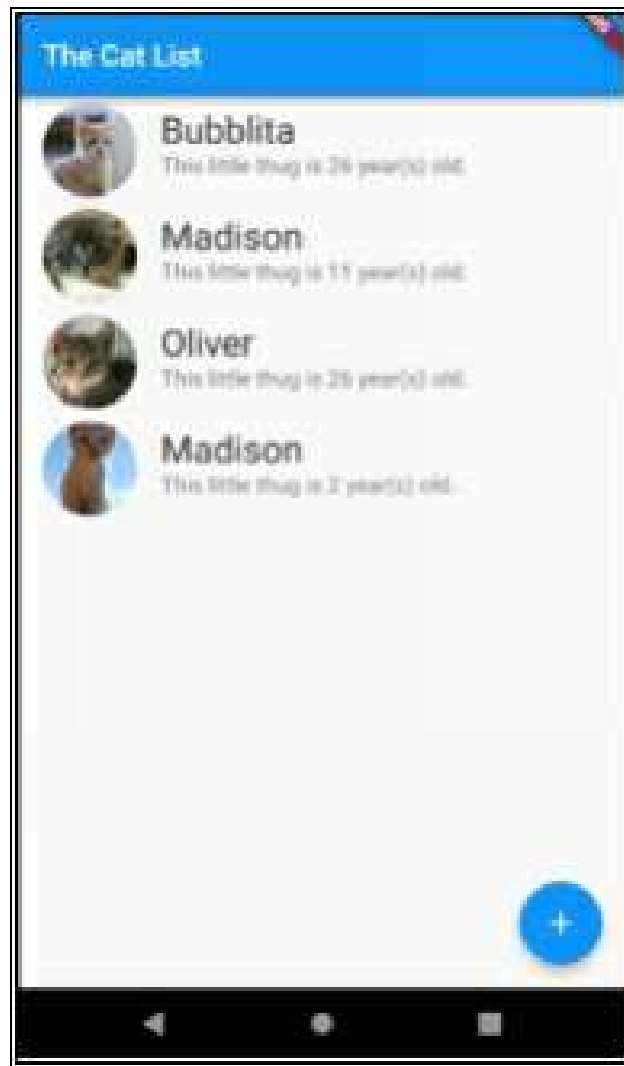 The Cat List
Bubblita
This little thug is 26 year(s) old.
Madison
This little thug is 11 year(s) old.
Oliver
This little thug is 26 year(s) old.
Madison
This little thug is 2 year(s) old.